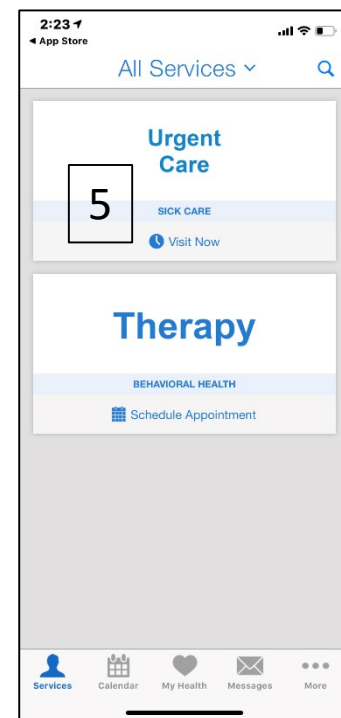 2:23
◄ App Store
All Services
Urgent
Care
5
SICK CARE
Visit Now
Therapy
BEHAVIORAL HEALTH
Schedule Appointment
Services Calendar My Health Messages More